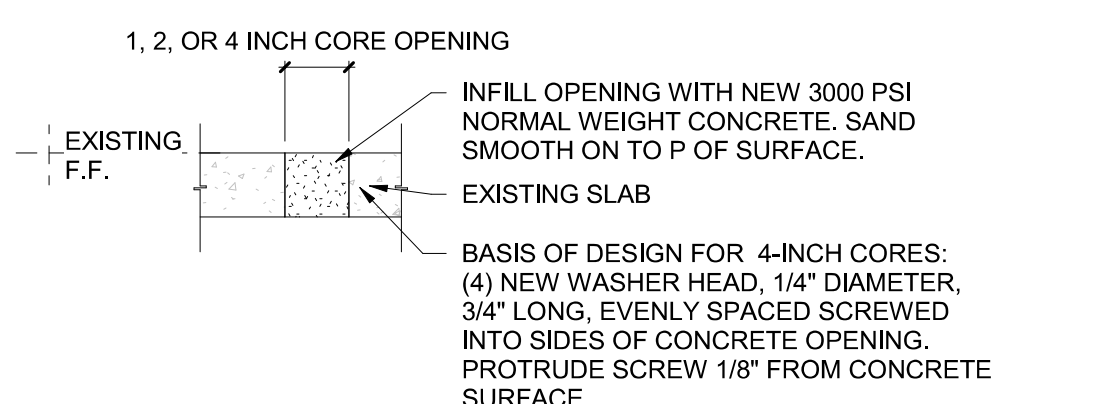 1, 2, OR 4 INCH CORE OPENING
INFILL OPENING WITH NEW 3000 PSI
NORMAL WEIGHT CONCRETE. SAND
SMOOTH ON TO P OF SURFACE.
EXISTING
F.F.
EXISTING SLAB
BASIS OF DESIGN FOR 4-INCH CORES:
(4) NEW WASHER HEAD, 1/4" DIAMETER,
3/4" LONG, EVENLY SPACED SCREWED
INTO SIDES OF CONCRETE OPENING.
PROTRUDE SCREW 1/8" FROM CONCRETE
SURFACE